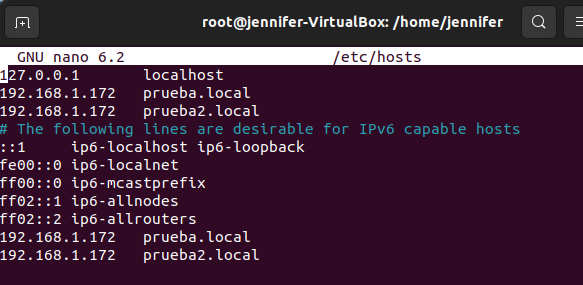 root@jennifer-VirtualBox: /home/jennifer
GNU nano 6.2 /etc/hosts
127.0.0.1 localhost
192.168.1.172 prueba.local
192.168.1.172 prueba2.local
# The following lines are desirable for IPv6 capable hosts
::1 ip6-localhost ip6-loopback
fe00::0 ip6-localnet
ff00::0 ip6-mcastprefix
ff02::1 ip6-allnodes
ff02::2 ip6-allrouters
192.168.1.172 prueba.local
192.168.1.172 prueba2.local